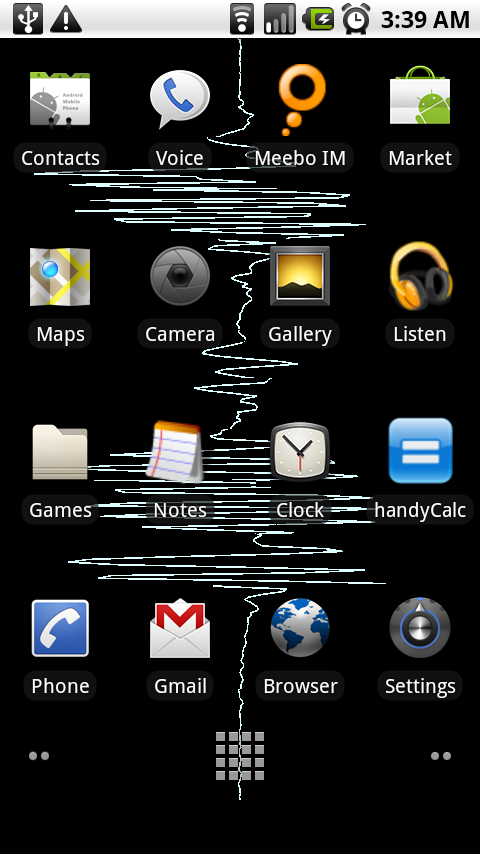 3:39 AM
Android
Mobile
Phone
Contacts
Voice
Meebo IM
Market
Maps
Camera
Gallery
Listen
Games
Notes
Clock
handyCalc
Phone
Gmail
Browser
Settings